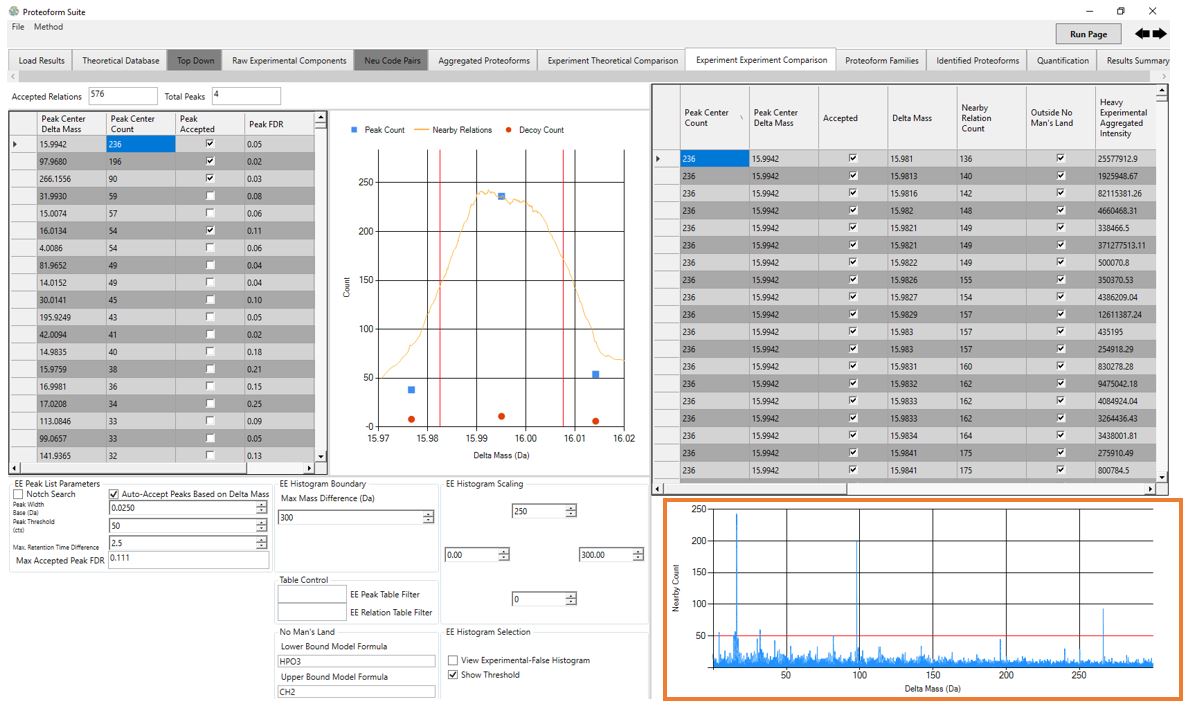 Proteoform Suite
File Method
Run Page
Load Results Theoretical Database Top Down Raw Experimental Components Neu Code Pairs Aggregated Proteoforms Experiment Theoretical Comparison Experiment Experiment Comparison Proteoform Families Identified Proteoforms Quantification Results Summary
Accepted Relations 576 Total Peaks 4
Peak Center Delta Mass Peak Center Count Peak Accepted Peak FDR
15.9942 236 0.05
97.9680 196 0.02
266.1556 90 0.03
31.9930 59 0.08
15.0074 57 0.06
16.0134 54 0.11
4.0086 54 0.06
81.9652 49 0.04
14.0152 49 0.04
30.0141 45 0.10
195.9249 43 0.05
42.0094 41 0.02
14.9835 40 0.18
15.9759 38 0.21
16.9981 36 0.15
17.0208 34 0.25
113.0846 33 0.09
99.0657 33 0.05
141.9365 32 0.13
Peak Count Nearby Relations Decoy Count
250
200
150
100
50
-0
Count
15.97 15.98 15.99 16.00 16.01 16.02
Delta Mass (Da)
Peak Center Count Peak Center Delta Mass Accepted Delta Mass Nearby Relation Count Outside No Man's Land Heavy Experimental Aggregated Intensity
236 15.9942 15.981 136 25577912.9
236 15.9942 15.9813 140 1925948.67
236 15.9942 15.9816 142 82115381.26
236 15.9942 15.982 148 4660468.31
236 15.9942 15.9821 149 338466.5
236 15.9942 15.9821 149 371277513.11
236 15.9942 15.9822 149 500070.8
236 15.9942 15.9826 155 350370.53
236 15.9942 15.9827 154 4386209.04
236 15.9942 15.9829 157 12611387.24
236 15.9942 15.983 157 435195
236 15.9942 15.983 157 254918.29
236 15.9942 15.9831 160 830278.28
236 15.9942 15.9832 162 9475042.18
236 15.9942 15.9833 162 4084924.04
236 15.9942 15.9833 162 3264436.43
236 15.9942 15.9834 164 3438001.81
236 15.9942 15.9841 175 275910.49
236 15.9942 15.9841 175 800784.5
EE Peak List Parameters
Notch Search Auto-Accept Peaks Based on Delta Mass
Peak Width Base (Da) 0.0250
Peak Threshold (cts) 50
Max. Retention Time Difference 2.5
Max Accepted Peak FDR 0.111
EE Histogram Boundary
Max Mass Difference (Da)
300
Table Control
EE Peak Table Filter
EE Relation Table Filter
No Man's Land
Lower Bound Model Formula
HPO3
Upper Bound Model Formula
CH2
EE Histogram Scaling
250
0.00 300.00
0
EE Histogram Selection
View Experimental-False Histogram
Show Threshold
250
200
150
100
50
Nearby Count
50 100 150 200 250
Delta Mass (Da)